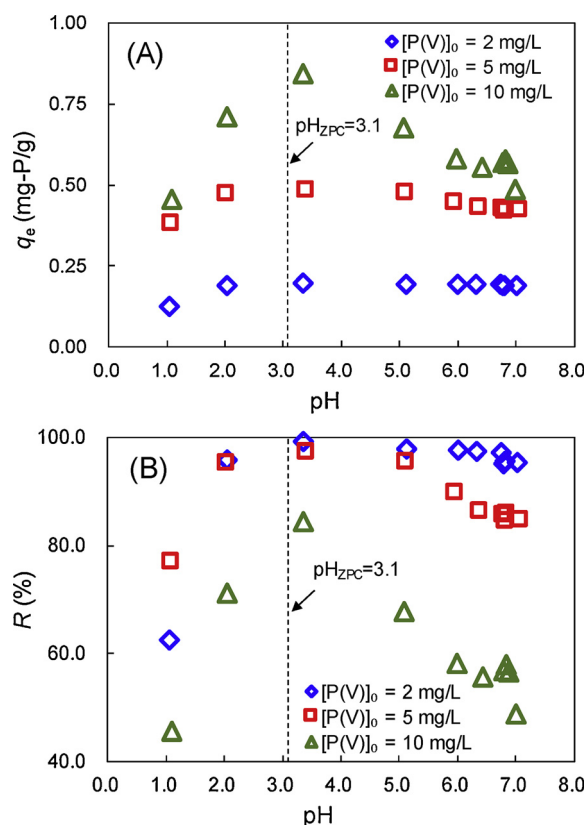 (A)
[P(V)]₀ = 2 mg/L
[P(V)]₀ = 5 mg/L
[P(V)]₀ = 10 mg/L
pH_ZPC=3.1
qₑ (mg-P/g)
1.00
0.75
0.50
0.25
0.00
0.0 1.0 2.0 3.0 4.0 5.0 6.0 7.0 8.0
pH
(B)
R (%)
100.0
80.0
60.0
40.0
pH_ZPC=3.1
[P(V)]₀ = 2 mg/L
[P(V)]₀ = 5 mg/L
[P(V)]₀ = 10 mg/L
0.0 1.0 2.0 3.0 4.0 5.0 6.0 7.0 8.0
pH